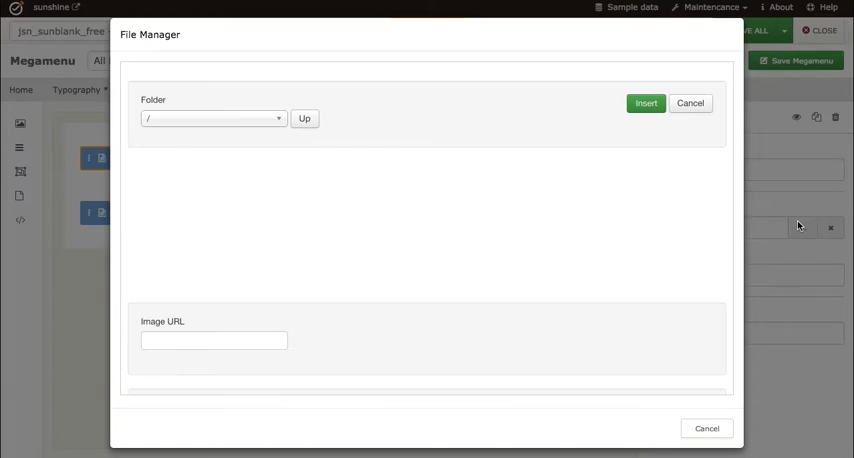 sunshine
Sample data
Maintencance
About
Help
jsn_sunblank_free
VE ALL
CLOSE
Megamenu
All
Save Megamenu
Home
Typography
File Manager
Folder
/
Up
Insert
Cancel
Image URL
Cancel